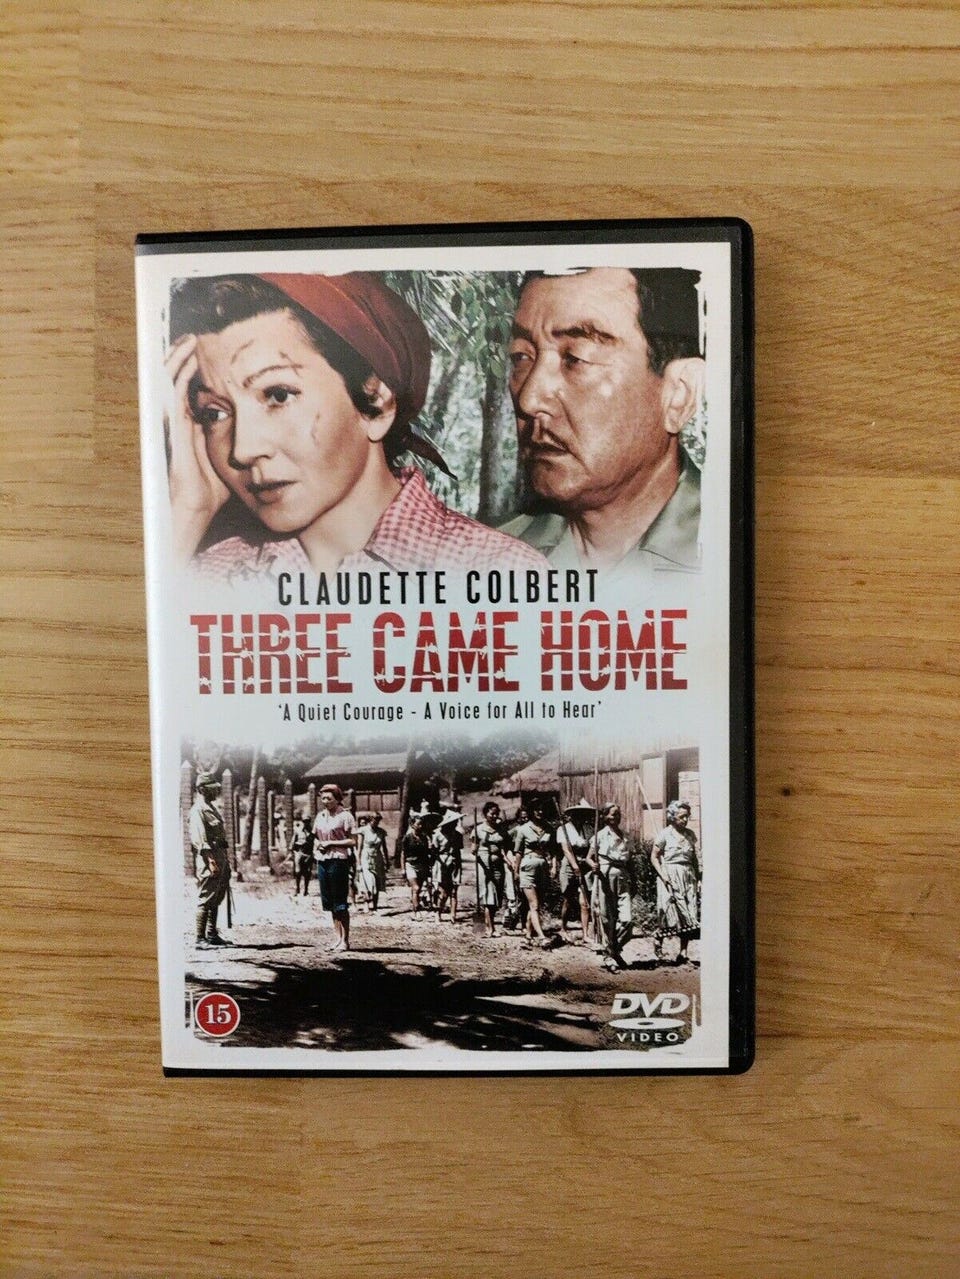 CLAUDETTE COLBERT
THREE CAME HOME
'A Quiet Courage - A Voice for All to Hear'
15
DVD
VIDEO